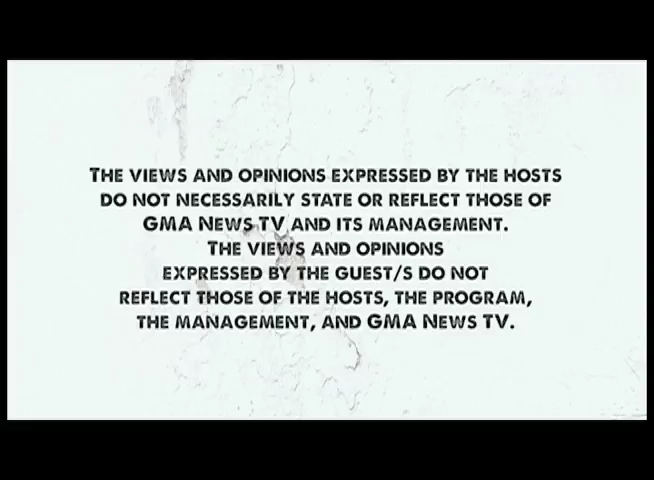 The views and opinions expressed by the hosts
do not necessarily state or reflect those of
GMA News TV and its management.
The views and opinions
expressed by the guest/s do not
reflect those of the hosts, the program,
the management, and GMA News TV.